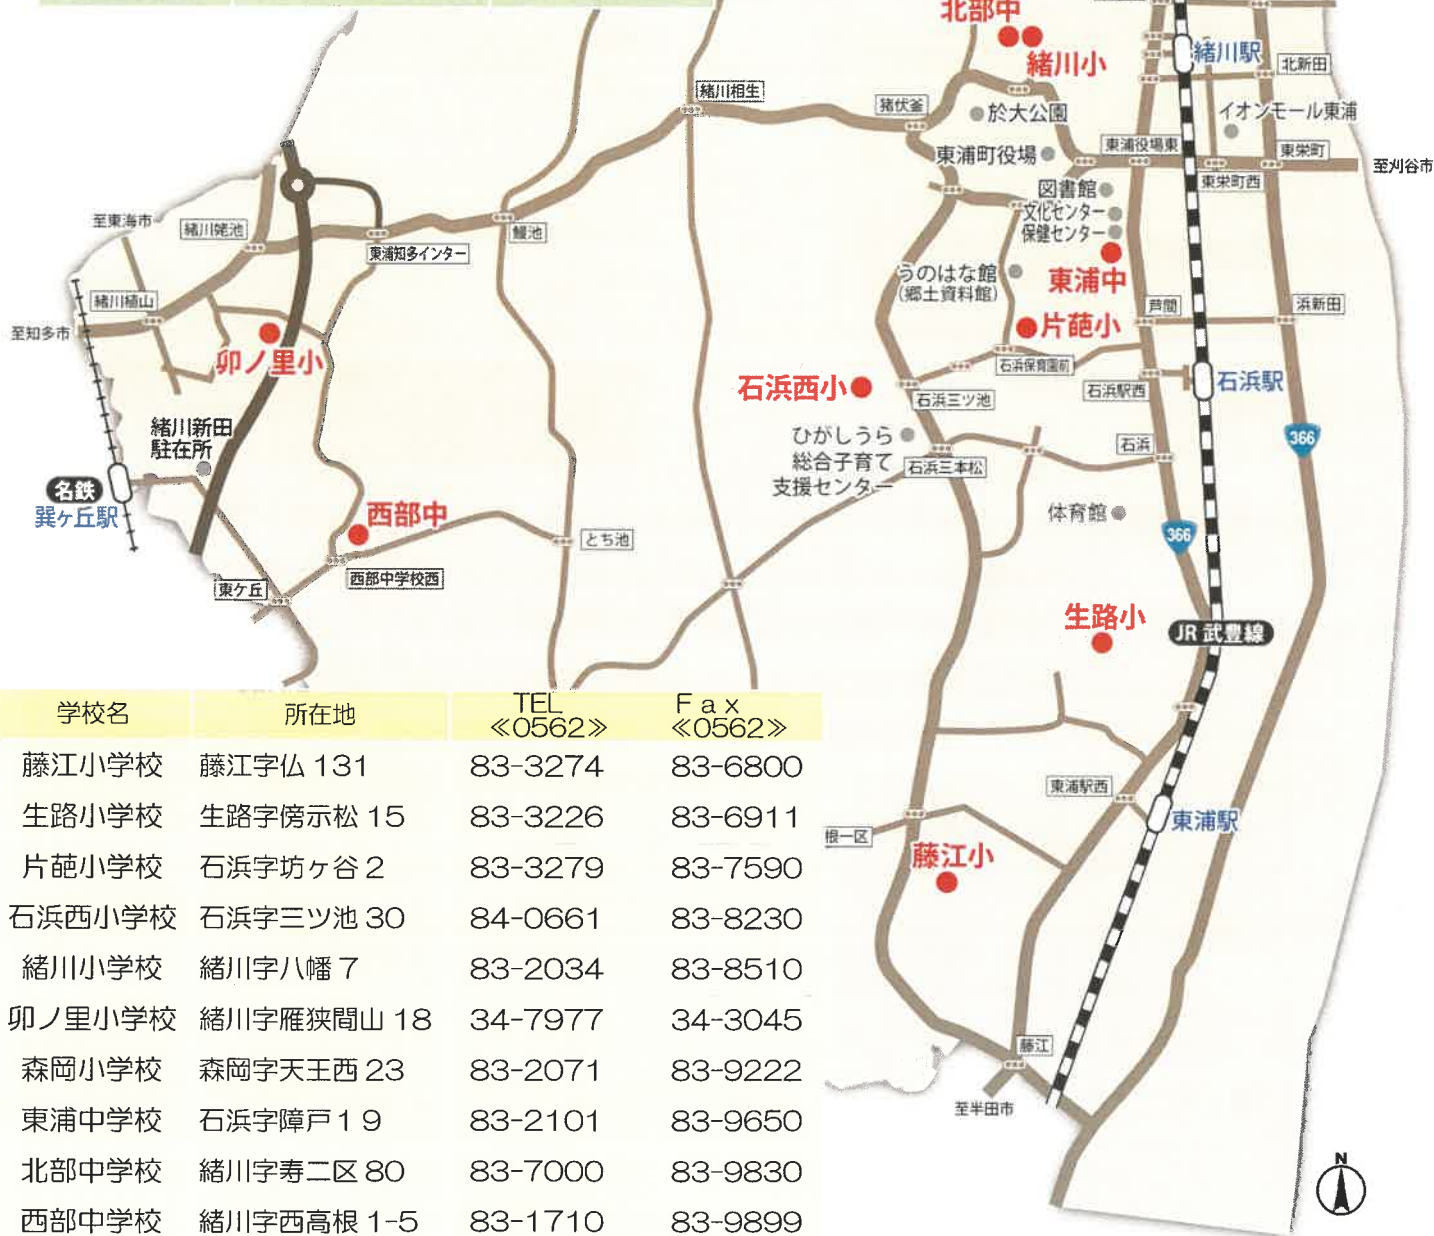 北部中
緒川小
緒川駅
北新田
緒川相生
猪伏釜
於大公園
イオンモール東浦
東浦町役場
東浦役場東
東栄町
至刈谷市
東栄町西
図書館
文化センター
保健センター
至東海市
緒川姥池
鰻池
東浦知多インター
うのはな館
(郷土資料館)
東浦中
緒川植山
片葩小
芦間
浜新田
至知多市
卯ノ里小
石浜保育園前
石浜西小
石浜三ツ池
石浜駅西
石浜駅
緒川新田
駐在所
ひがしうら
総合子育て
支援センター
石浜三本松
石浜
366
名鉄
巽ヶ丘駅
西部中
体育館
366
とち池
西部中学校西
東ケ丘
生路小
JR 武豊線
東浦駅西
東浦駅
根一区
藤江小
藤江
至半田市
N
学校名 所在地 TEL ≪0562≫ Fax ≪0562≫
藤江小学校 藤江字仏 131 83-3274 83-6800
生路小学校 生路字傍示松 15 83-3226 83-6911
片葩小学校 石浜字坊ヶ谷 2 83-3279 83-7590
石浜西小学校 石浜字三ツ池 30 84-0661 83-8230
緒川小学校 緒川字八幡 7 83-2034 83-8510
卯ノ里小学校 緒川字雁狭間山 18 34-7977 34-3045
森岡小学校 森岡字天王西 23 83-2071 83-9222
東浦中学校 石浜字障戸1 9 83-2101 83-9650
北部中学校 緒川字寿二区 80 83-7000 83-9830
西部中学校 緒川字西高根 1-5 83-1710 83-9899